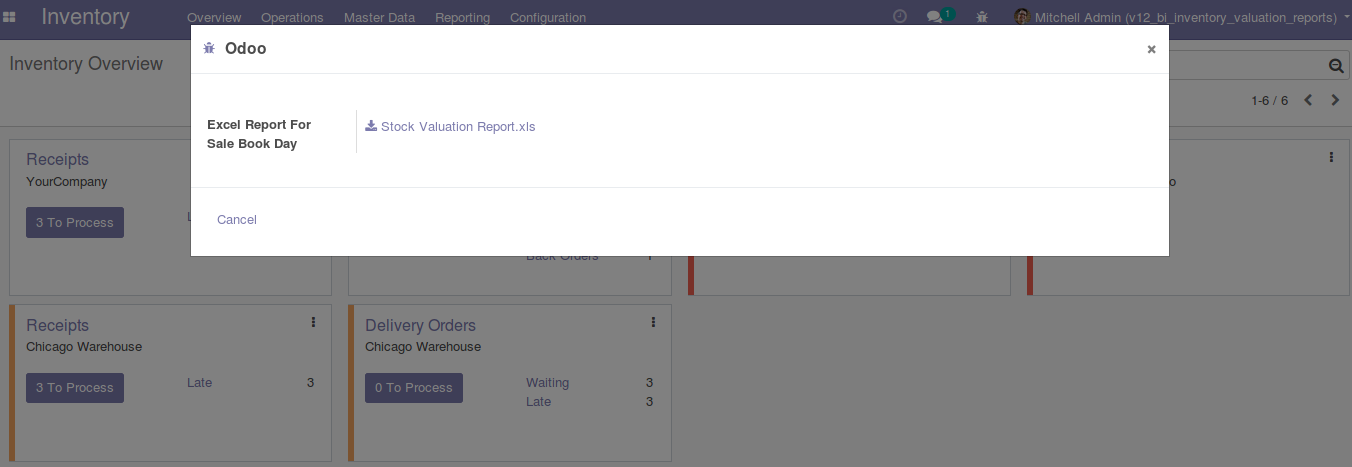 Inventory
Overview
Operations
Master Data
Reporting
Configuration
1
Mitchell Admin (v12_bi_inventory_valuation_reports)
Odoo
×
Inventory Overview
1-6 / 6
Excel Report For
Sale Book Day
Stock Valuation Report.xls
Cancel
Receipts
YourCompany
3 To Process
Back Orders
Receipts
Chicago Warehouse
3 To Process
Late 3
Delivery Orders
Chicago Warehouse
0 To Process
Waiting 3
Late 3